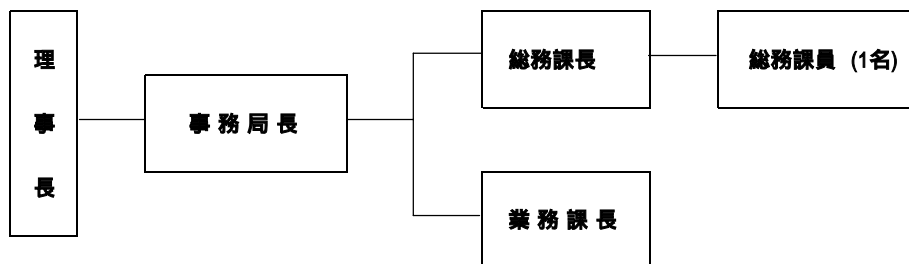 理事長
事務局長
総務課長
総務課員 (1名)
業務課長